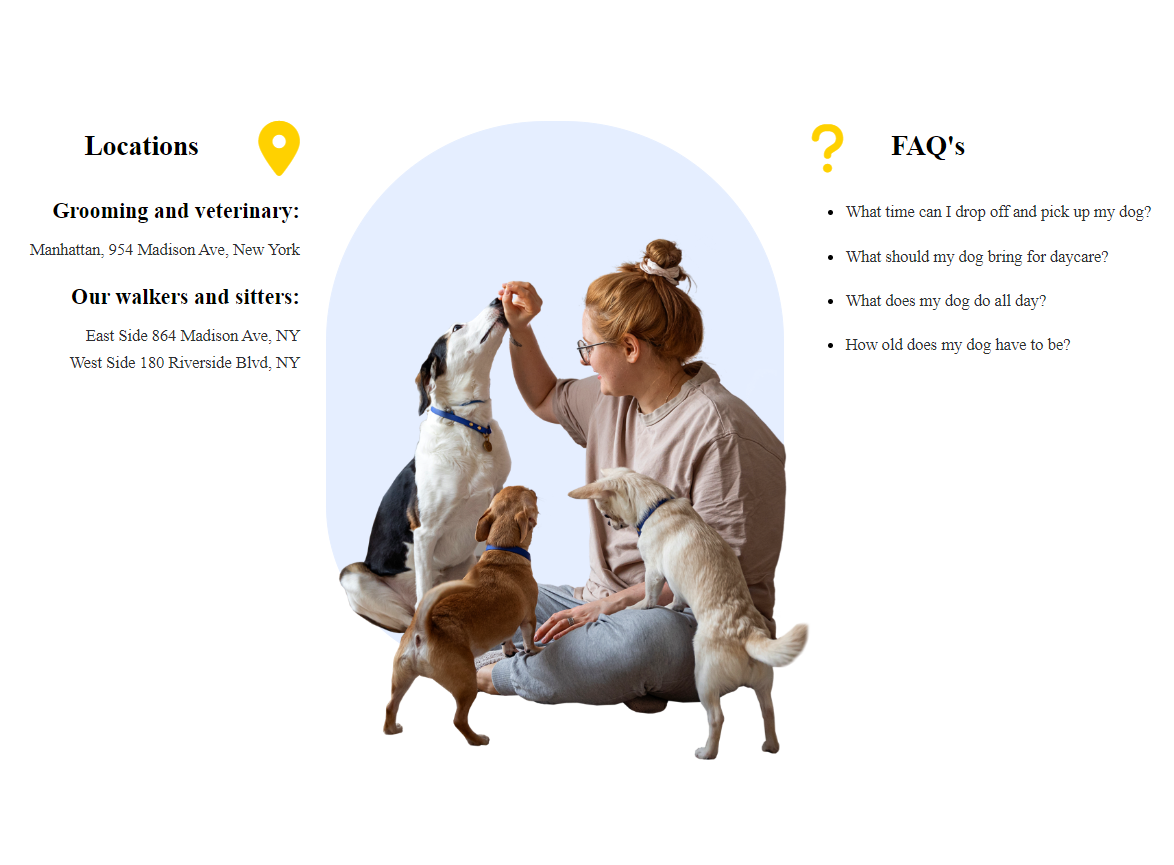 Locations
Grooming and veterinary:
Manhattan, 954 Madison Ave, New York
Our walkers and sitters:
East Side 864 Madison Ave, NY
West Side 180 Riverside Blvd, NY
FAQ's
What time can I drop off and pick up my dog?
What should my dog bring for daycare?
What does my dog do all day?
How old does my dog have to be?